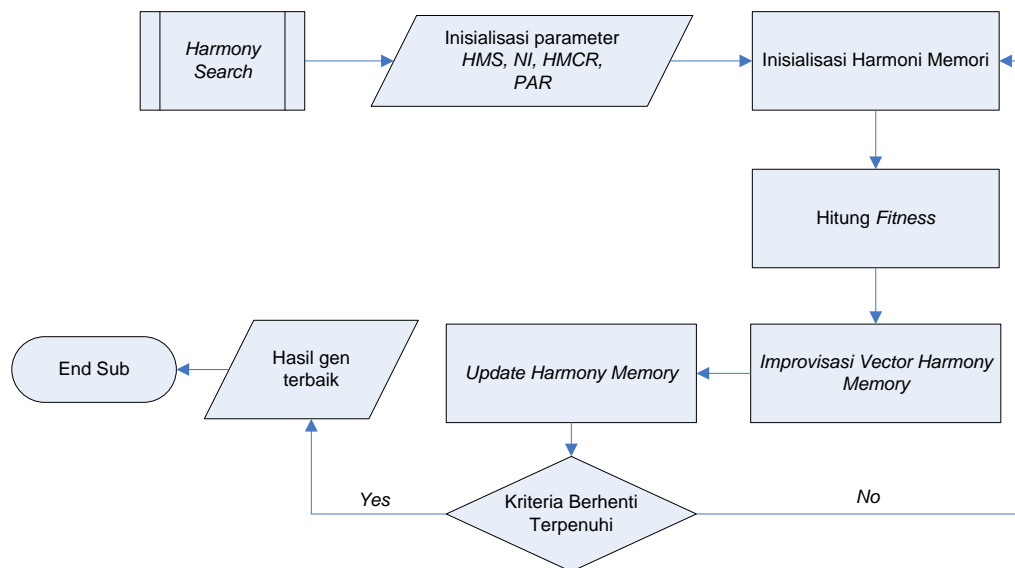 Harmony
Search
Inisialisasi parameter
HMS, NI, HMCR,
PAR
Inisialisasi Harmoni Memori
Hitung Fitness
Improvisasi Vector Harmony
Memory
Update Harmony Memory
Kriteria Berhenti
Terpenuhi
Yes
No
Hasil gen
terbaik
End Sub